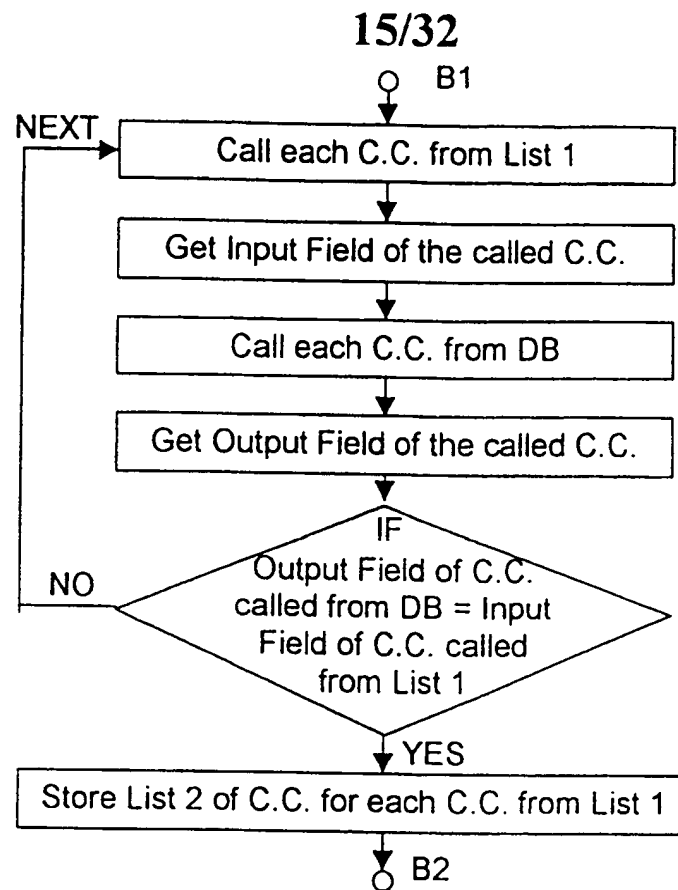 15/32
B1
NEXT
Call each C.C. from List 1
Get Input Field of the called C.C.
Call each C.C. from DB
Get Output Field of the called C.C.
IF
Output Field of C.C.
called from DB = Input
Field of C.C. called
from List 1
NO
YES
Store List 2 of C.C. for each C.C. from List 1
B2